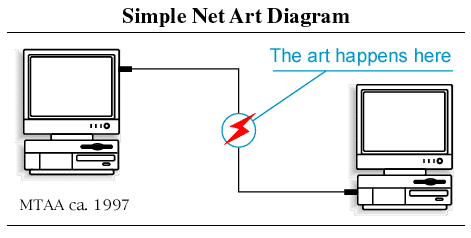 Simple Net Art Diagram
The art happens here
MTAA ca. 1997